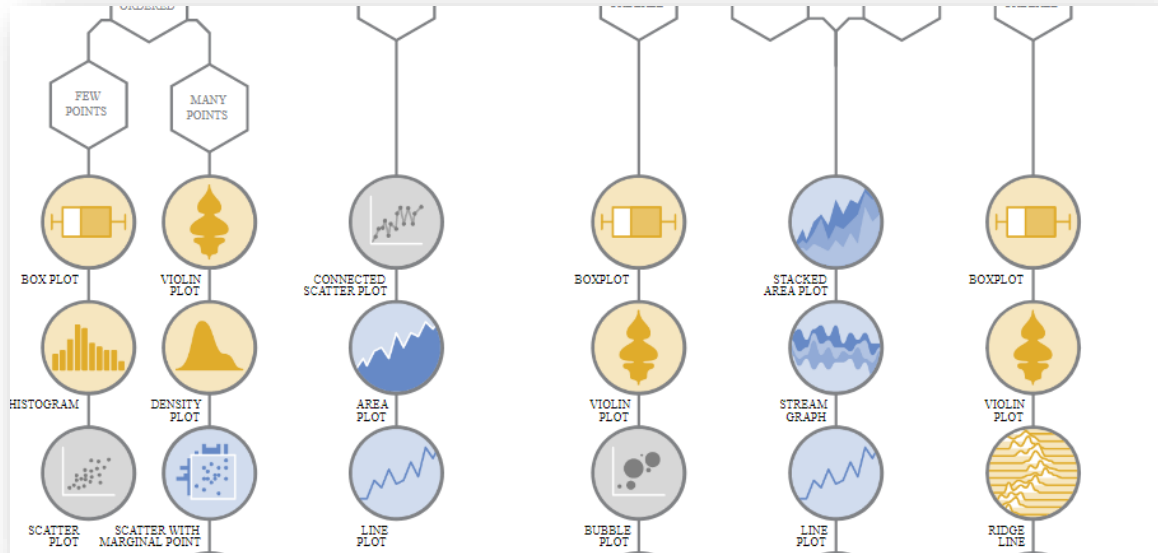 ORDERED
FEW
POINTS
MANY
POINTS
BOX PLOT
VIOLIN
PLOT
CONNECTED
SCATTER PLOT
BOXPLOT
STACKED
AREA PLOT
BOXPLOT
HISTOGRAM
DENSITY
PLOT
AREA
PLOT
VIOLIN
PLOT
STREAM
GRAPH
VIOLIN
PLOT
SCATTER
PLOT
SCATTER WITH
MARGINAL POINT
LINE
PLOT
BUBBLE
PLOT
LINE
PLOT
RIDGE
LINE